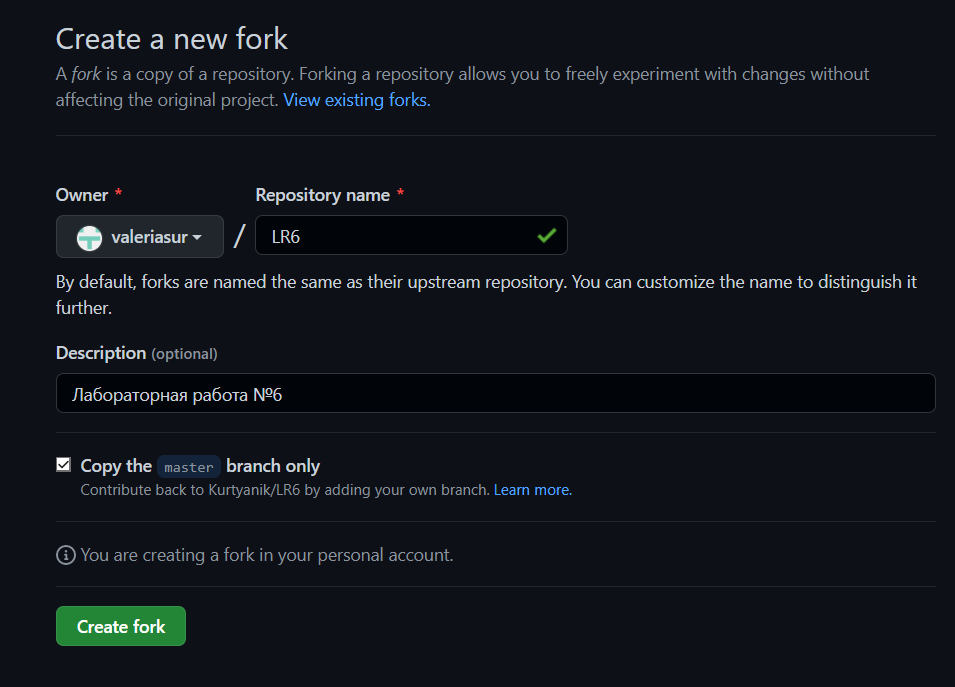 Create a new fork
A fork is a copy of a repository. Forking a repository allows you to freely experiment with changes without
affecting the original project. View existing forks.
Owner * Repository name *
valeriasur / LR6
By default, forks are named the same as their upstream repository. You can customize the name to distinguish it
further.
Description (optional)
Лабораторная работа №6
Copy the master branch only
Contribute back to Kurtyanik/LR6 by adding your own branch. Learn more.
You are creating a fork in your personal account.
Create fork